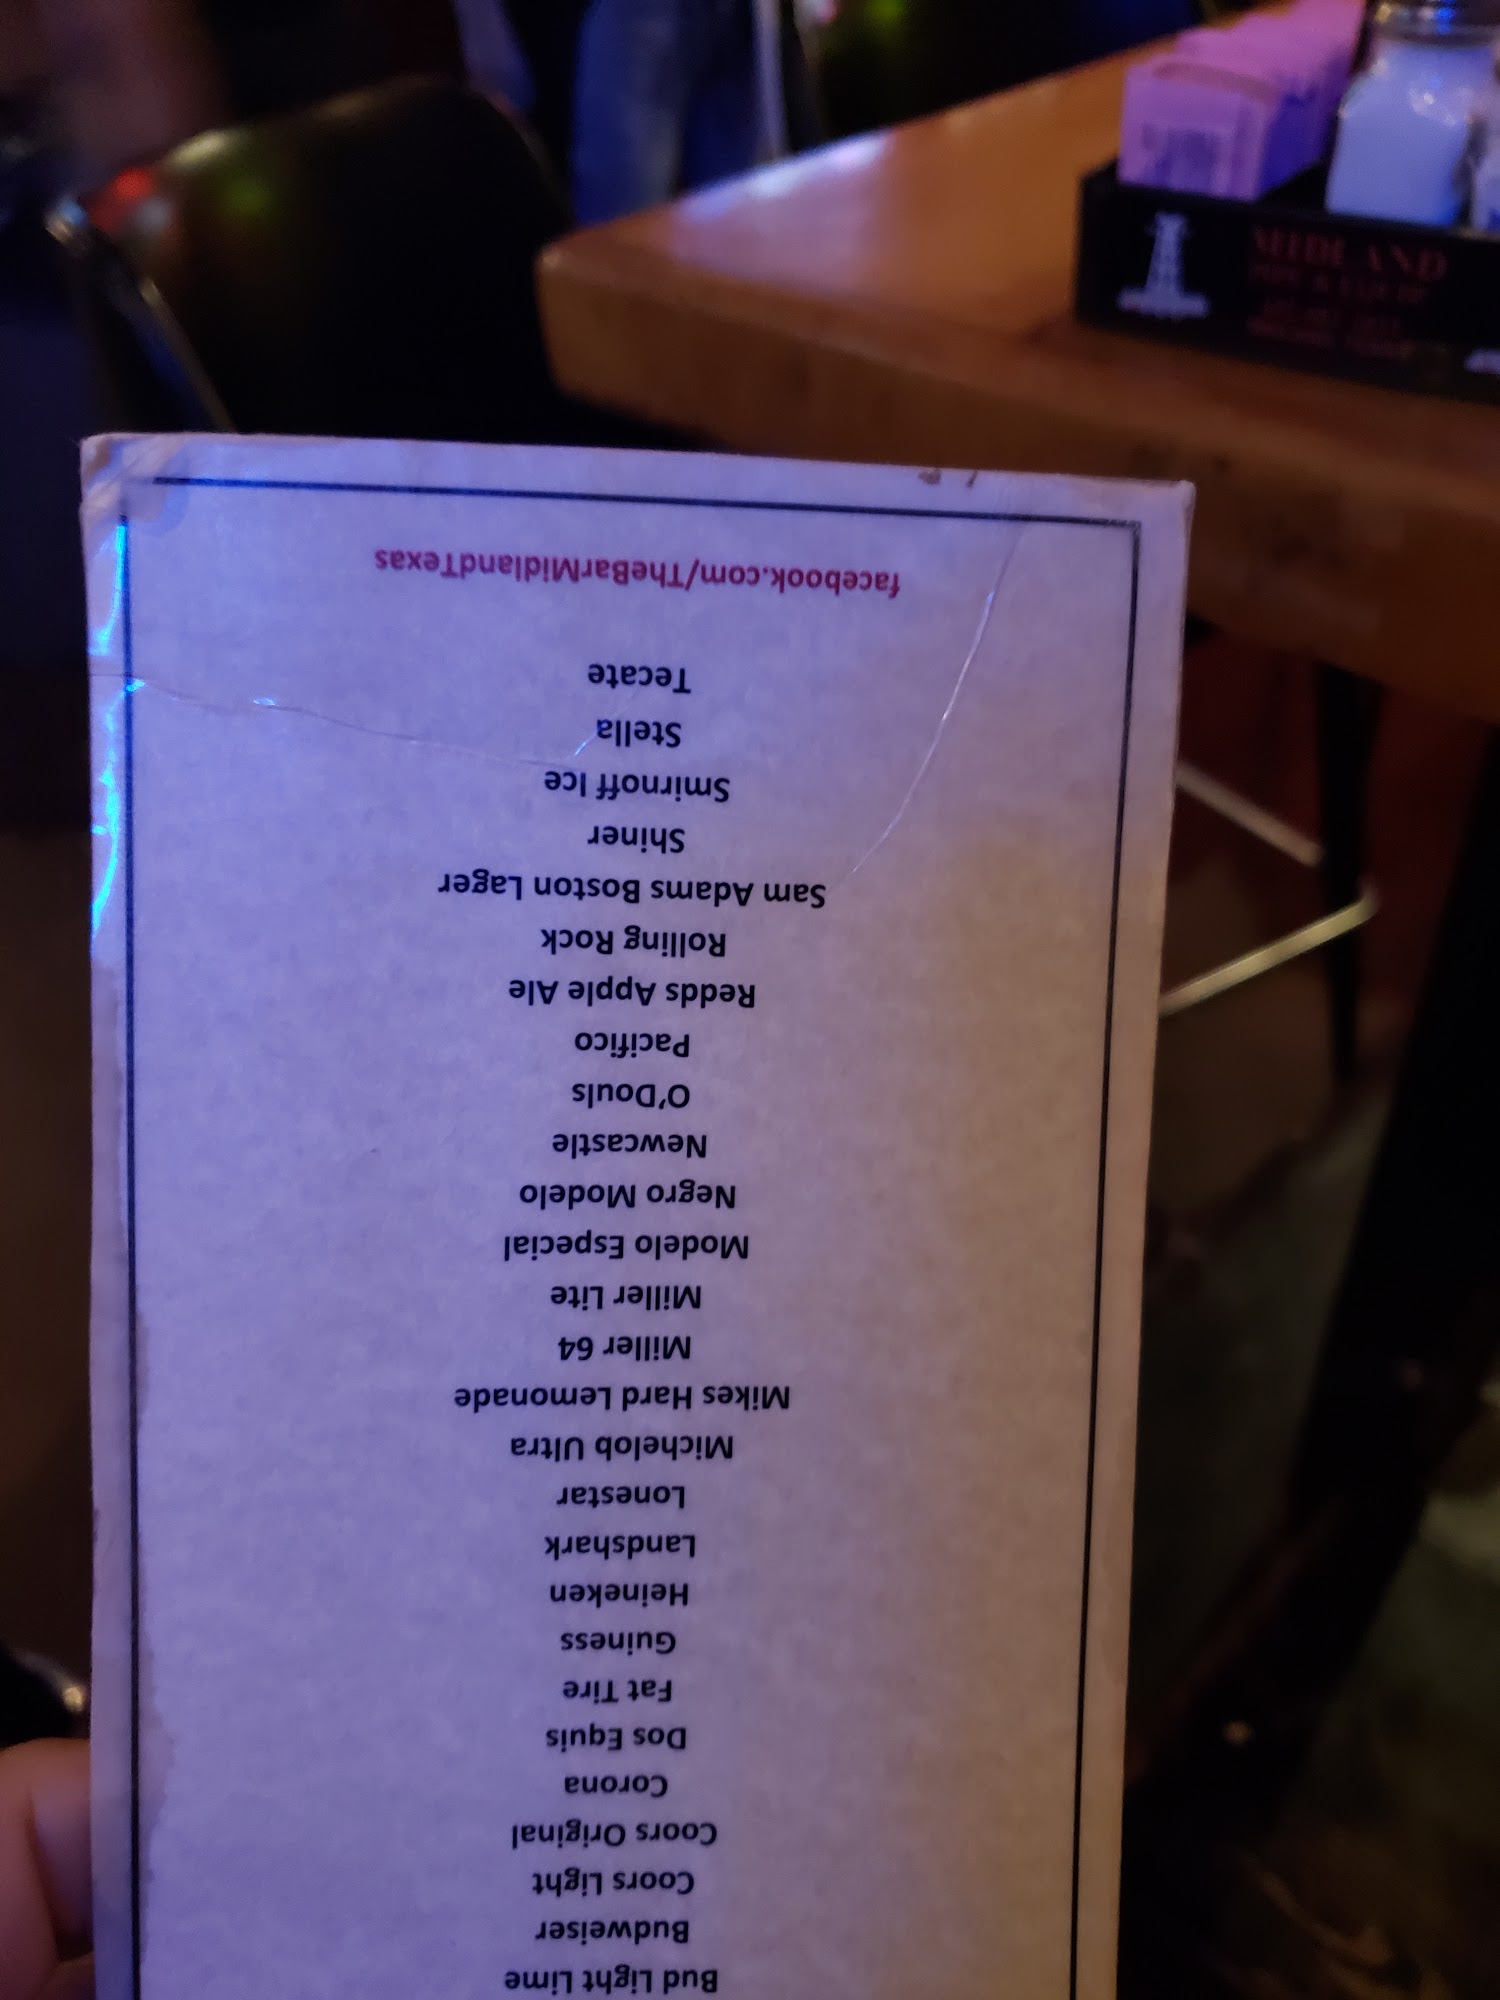 Bud Light Lime
Budweiser
Coors Light
Coors Original
Corona
Dos Equis
Fat Tire
Guiness
Heineken
Landshark
Lonestar
Michelob Ultra
Mikes Hard Lemonade
Miller 64
Miller Lite
Modelo Especial
Negro Modelo
Newcastle
O'Douls
Pacifico
Redds Apple Ale
Rolling Rock
Sam Adams Boston Lager
Shiner
Smirnoff Ice
Stella
Tecate
facebook.com/TheBarMidlandTexas
MIDLAND